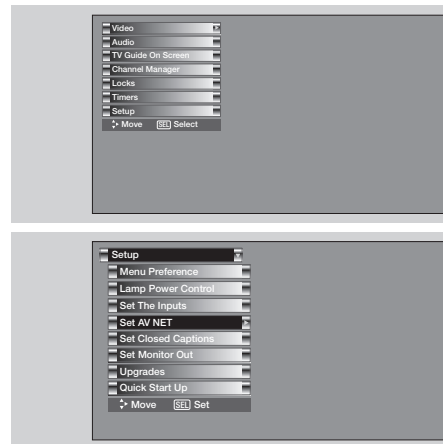 Video
Audio
TV Guide On Screen
Channel Manager
Locks
Timers
Setup
Move SEL Select
Setup
Menu Preference
Lamp Power Control
Set The Inputs
Set AV NET
Set Closed Captions
Set Monitor Out
Upgrades
Quick Start Up
Move SEL Set